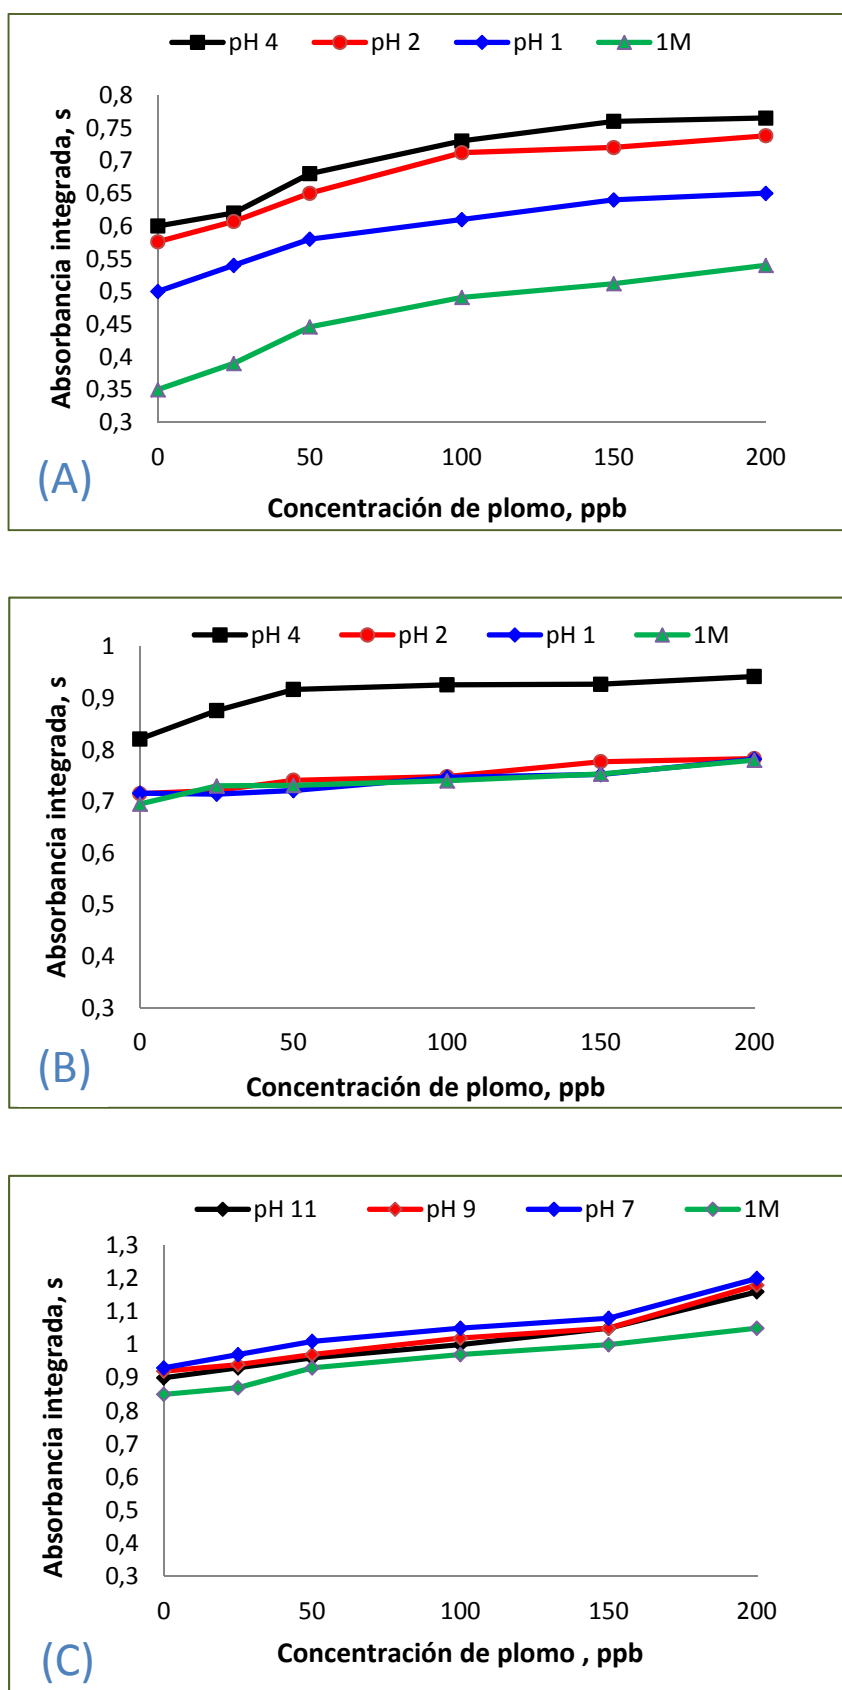 pH 4 pH 2 pH 1 1M
Absorbancia integrada, s
0,8
0,75
0,7
0,65
0,6
0,55
0,5
0,45
0,4
0,35
0,3
0 50 100 150 200
(A)
Concentración de plomo, ppb
pH 4 pH 2 pH 1 1M
Absorbancia integrada, s
1
0,9
0,8
0,7
0,6
0,5
0,4
0,3
0 50 100 150 200
(B)
Concentración de plomo, ppb
pH 11 pH 9 pH 7 1M
Absorbancia integrada, s
1,3
1,2
1,1
1
0,9
0,8
0,7
0,6
0,5
0,4
0,3
0 50 100 150 200
(C)
Concentración de plomo , ppb